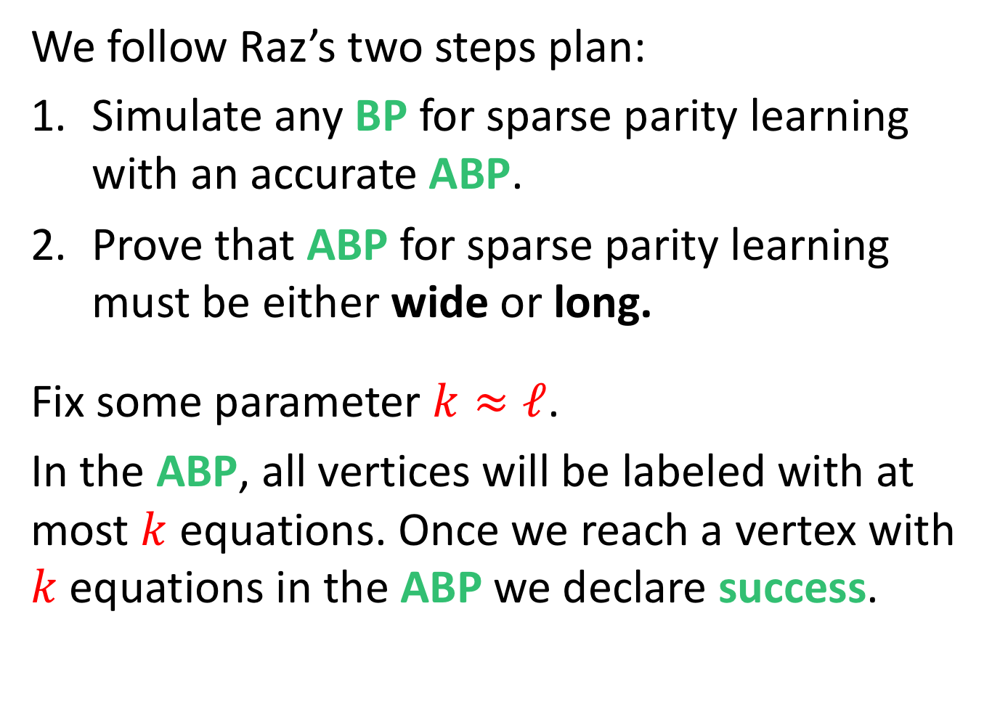 We follow Raz’s two steps plan:
1. Simulate any BP for sparse parity learning
with an accurate ABP.
2. Prove that ABP for sparse parity learning
must be either wide or long.
Fix some parameter k ≈ ℓ.
In the ABP, all vertices will be labeled with at
most k equations. Once we reach a vertex with
k equations in the ABP we declare success.